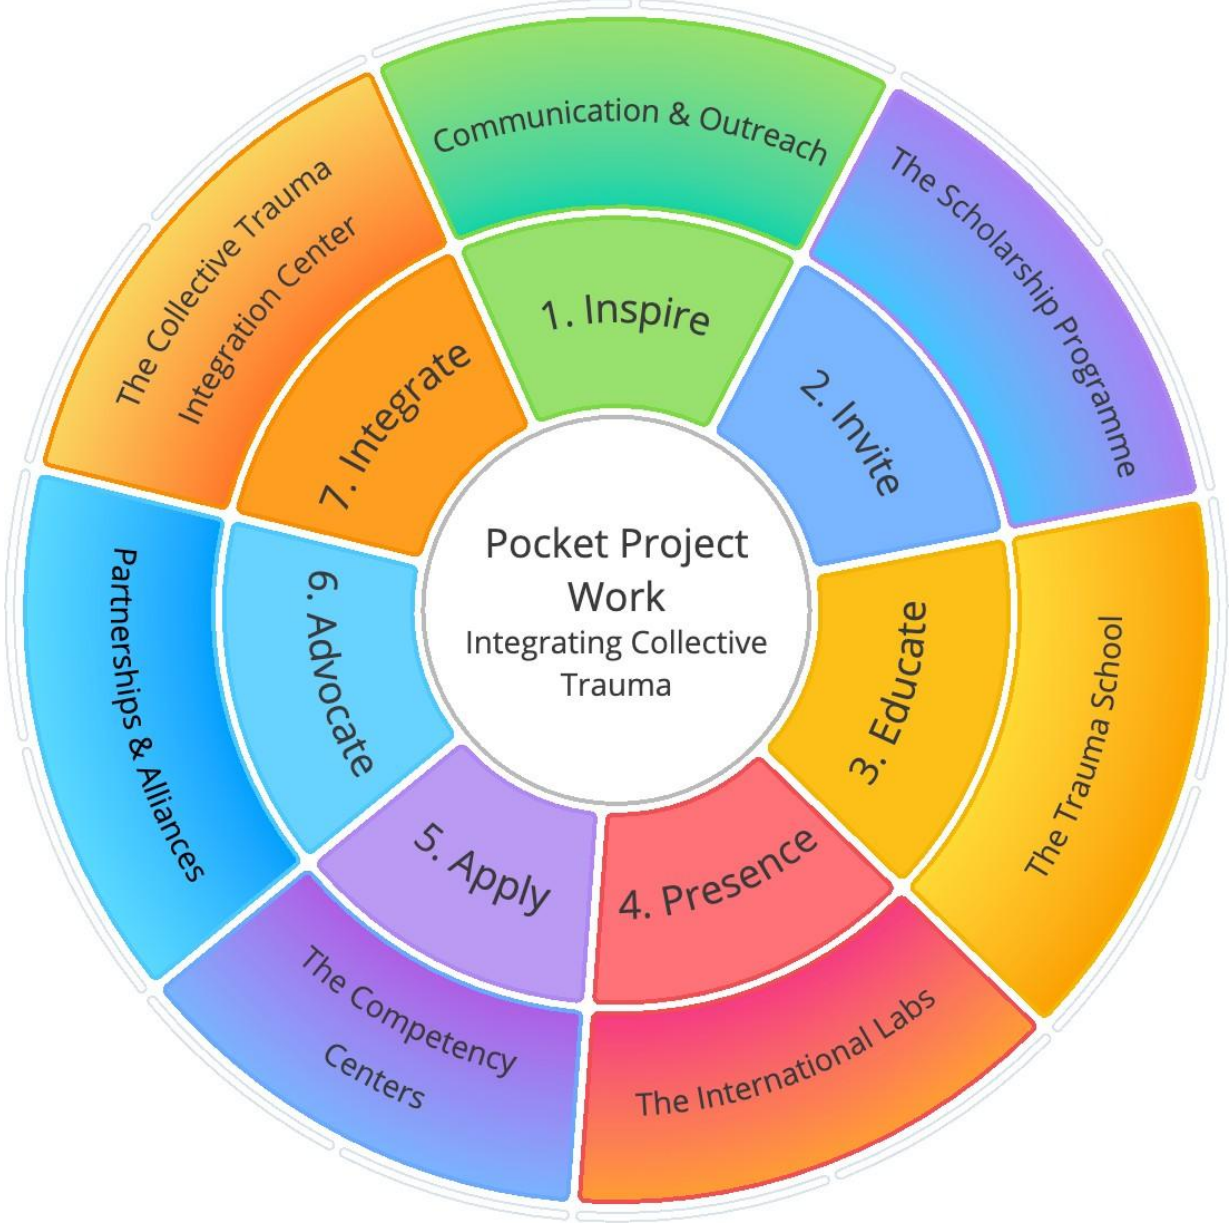 Pocket Project
Work
Integrating Collective
Trauma
1. Inspire
Communication & Outreach
2. Invite
The Scholarship Programme
3. Educate
The Trauma School
4. Presence
The International Labs
5. Apply
The Competency
Centers
6. Advocate
Partnerships & Alliances
7. Integrate
The Collective Trauma
Integration Center